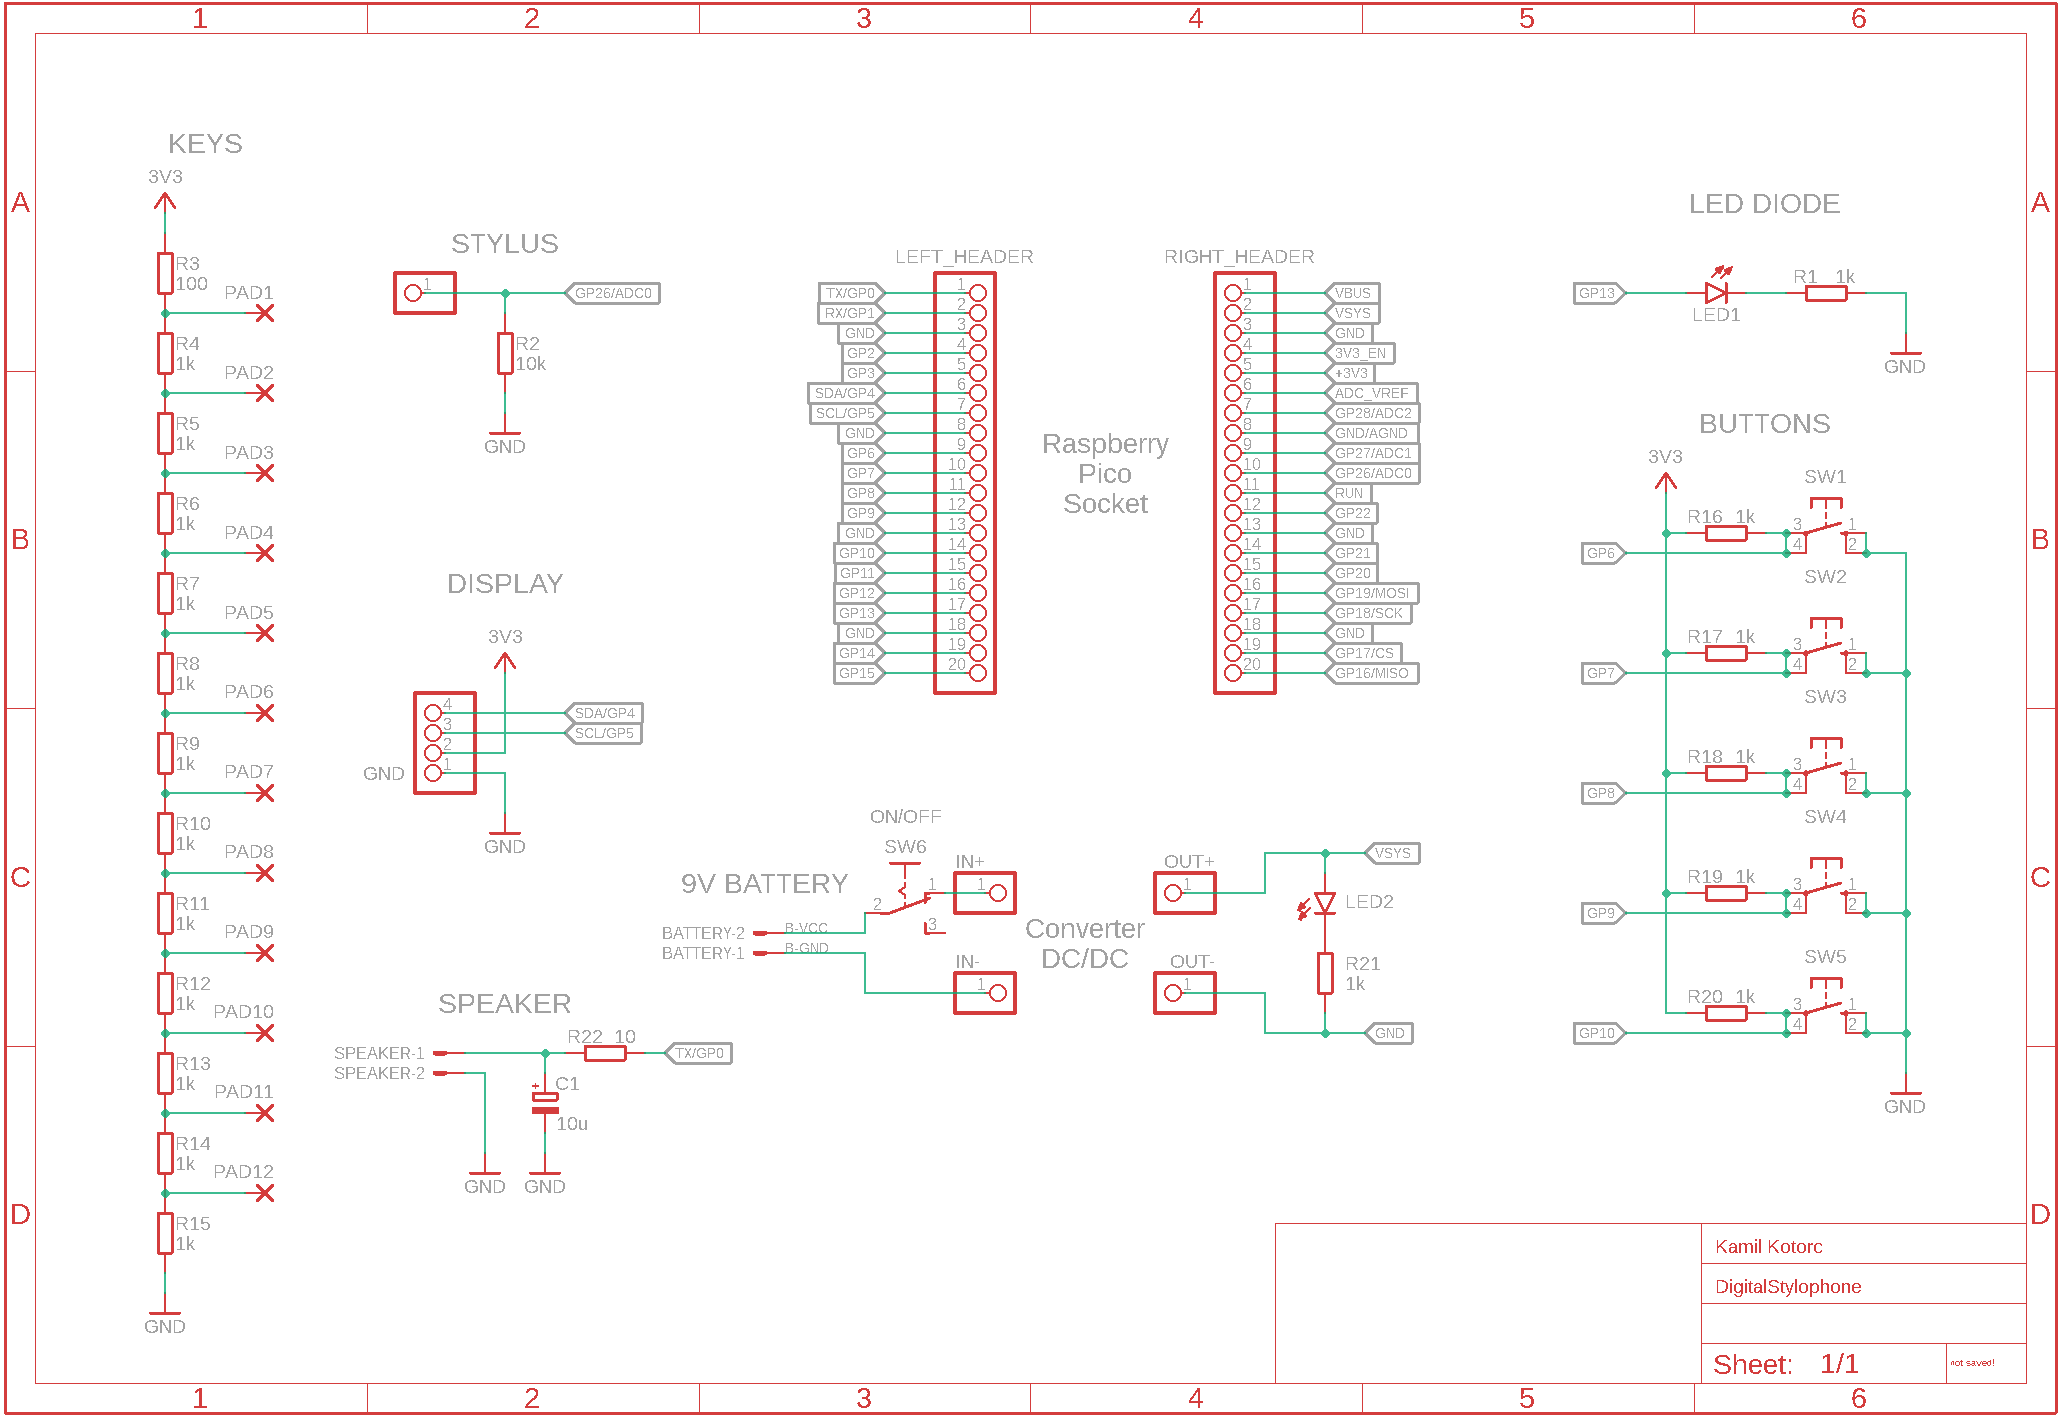 1 2 3 4 5 6
A
B
C
D
A
B
C
D
KEYS
3V3
R3
100
PAD1
R4
1k
PAD2
R5
1k
PAD3
R6
1k
PAD4
R7
1k
PAD5
R8
1k
PAD6
R9
1k
PAD7
R10
1k
PAD8
R11
1k
PAD9
R12
1k
PAD10
R13
1k
PAD11
R14
1k
PAD12
R15
1k
GND
STYLUS
1
GP26/ADC0
R2
10k
GND
DISPLAY
3V3
4 SDA/GP4
3 SCL/GP5
2
GND 1
GND
SPEAKER
R22 10
SPEAKER-1
SPEAKER-2
TX/GP0
+ C1
10u
GND GND
LEFT_HEADER
TX/GP0 1
RX/GP1 2
GND 3
GP2 4
GP3 5
SDA/GP4 6
SCL/GP5 7
GND 8
GP6 9
GP7 10
GP8 11
GP9 12
GND 13
GP10 14
GP11 15
GP12 16
GP13 17
GND 18
GP14 19
GP15 20
Raspberry
Pico
Socket
RIGHT_HEADER
1 VBUS
2 VSYS
3 GND
4 3V3_EN
5 +3V3
6 ADC_VREF
7 GP28/ADC2
8 GND/AGND
9 GP27/ADC1
10 GP26/ADC0
11 RUN
12 GP22
13 GND
14 GP21
15 GP20
16 GP19/MOSI
17 GP18/SCK
18 GND
19 GP17/CS
20 GP16/MISO
9V BATTERY
ON/OFF
SW6
2
1
3
BATTERY-2 B-VCC
BATTERY-1 B-GND
IN+
1
IN-
1
Converter
DC/DC
OUT+
1
OUT-
1
VSYS
LED2
R21
1k
GND
LED DIODE
GP13
LED1
R1 1k
GND
BUTTONS
3V3
SW1
R16 1k
3 1
GP6 4 2
SW2
R17 1k
3 1
GP7 4 2
SW3
R18 1k
3 1
GP8 4 2
SW4
R19 1k
3 1
GP9 4 2
SW5
R20 1k
3 1
GP10 4 2
GND
Kamil Kotorc
DigitalStylophone
Sheet: 1/1
not saved!
1 2 3 4 5 6